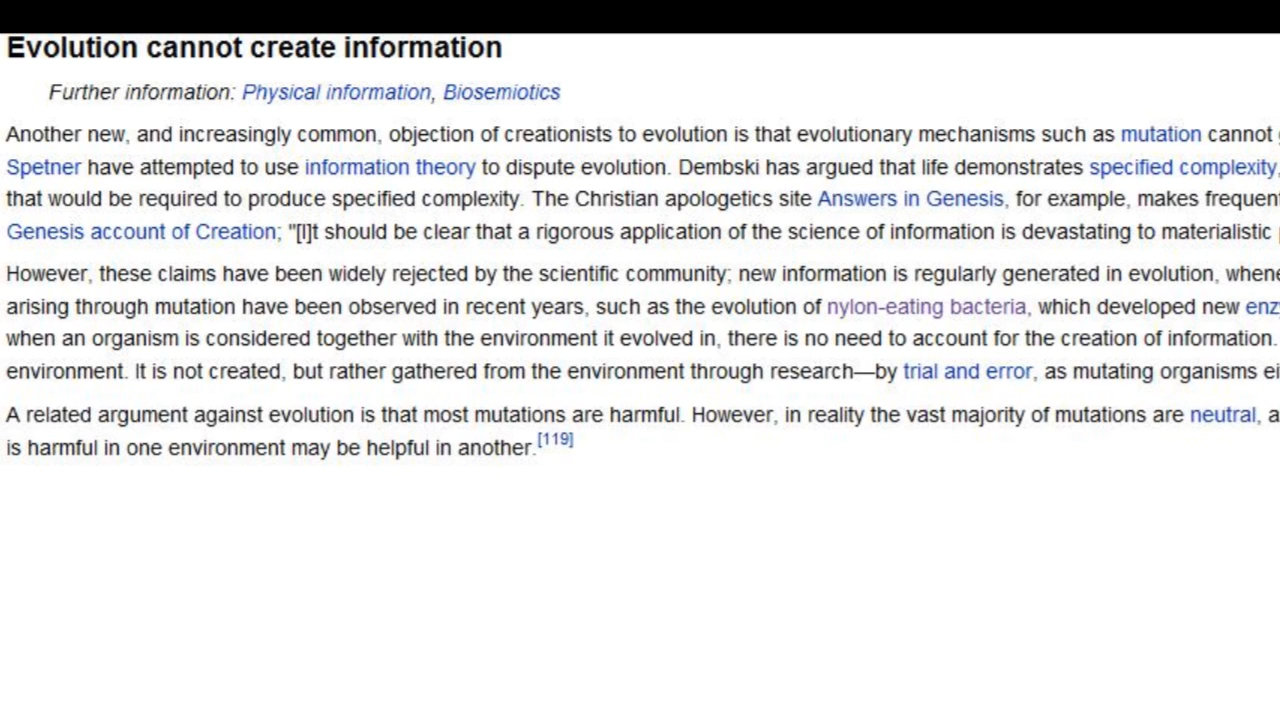 Evolution cannot create information
Further information: Physical information, Biosemiotics
Another new, and increasingly common, objection of creationists to evolution is that evolutionary mechanisms such as mutation cannot
Spetner have attempted to use information theory to dispute evolution. Dembski has argued that life demonstrates specified complexity,
that would be required to produce specified complexity. The Christian apologetics site Answers in Genesis, for example, makes frequent
Genesis account of Creation; "[I]t should be clear that a rigorous application of the science of information is devastating to materialistic
However, these claims have been widely rejected by the scientific community; new information is regularly generated in evolution, whene
arising through mutation have been observed in recent years, such as the evolution of nylon-eating bacteria, which developed new enz
when an organism is considered together with the environment it evolved in, there is no need to account for the creation of information.
environment. It is not created, but rather gathered from the environment through research—by trial and error, as mutating organisms ei
A related argument against evolution is that most mutations are harmful. However, in reality the vast majority of mutations are neutral, a
is harmful in one environment may be helpful in another.[119]